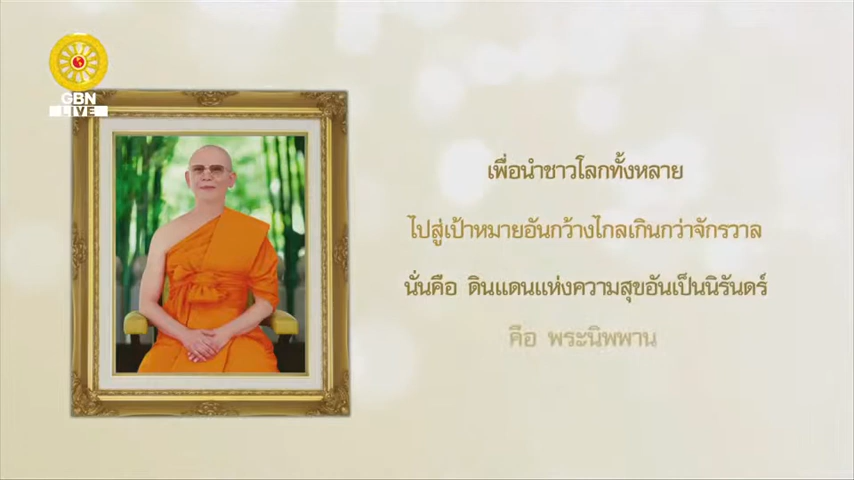 GBN
LIVE
เพื่อนำชาวโลกทั้งหลาย
ไปสู่เป้าหมายอันกว้างไกลเกินกว่าจักรวาล
นั่นคือ ดินแดนแห่งความสุขอันเป็นนิรันดร์
คือ พระนิพพาน